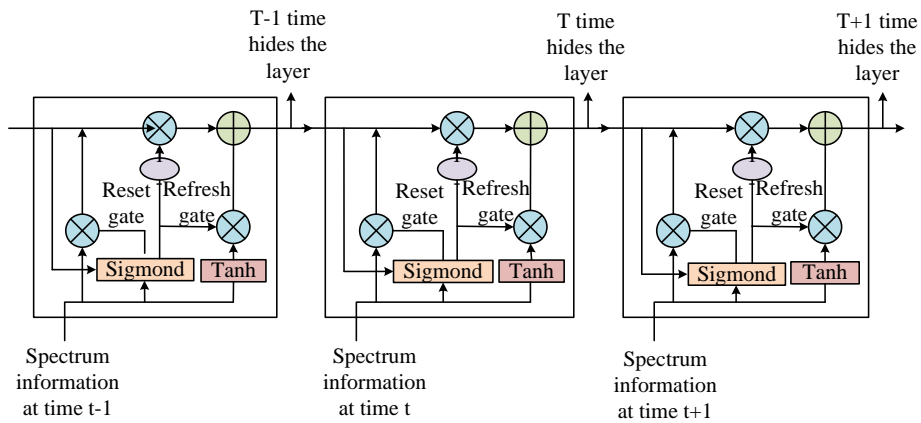 T-1 time
hides the
layer
T time
hides the
layer
T+1 time
hides the
layer
Reset
gate
Refresh
gate
Sigmond
Tanh
Reset
gate
Refresh
gate
Sigmond
Tanh
Reset
gate
Refresh
gate
Sigmond
Tanh
Spectrum
information
at time t-1
Spectrum
information
at time t
Spectrum
information
at time t+1